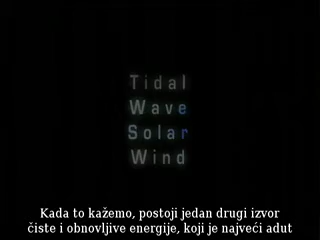 Tidal
Wave
Solar
Wind
Kada to kažemo, postoji jedan drugi izvor
čiste i obnovljive energije, koji je najveći adut